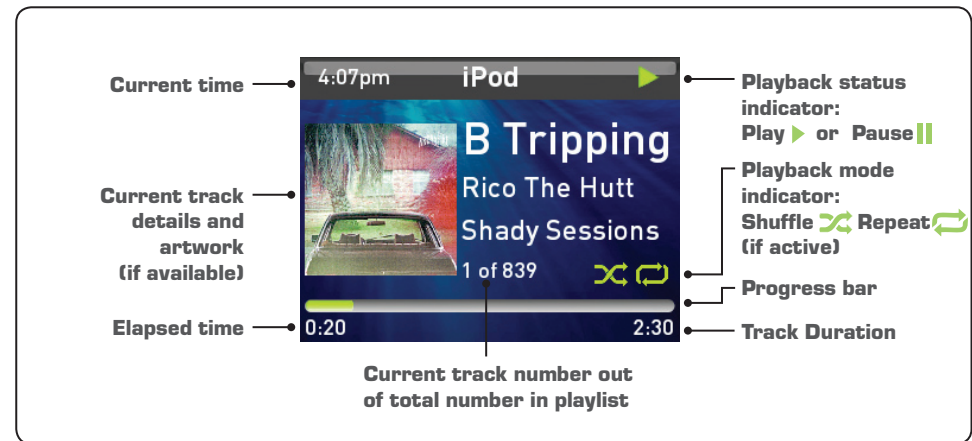 Current time
4:07pm iPod
Playback status
indicator:
Play or Pause
B Tripping
Rico The Hutt
Shady Sessions
1 of 839
Current track
details and
artwork
(if available)
Playback mode
indicator:
Shuffle Repeat
(if active)
Progress bar
Elapsed time
0:20 2:30
Track Duration
Current track number out
of total number in playlist